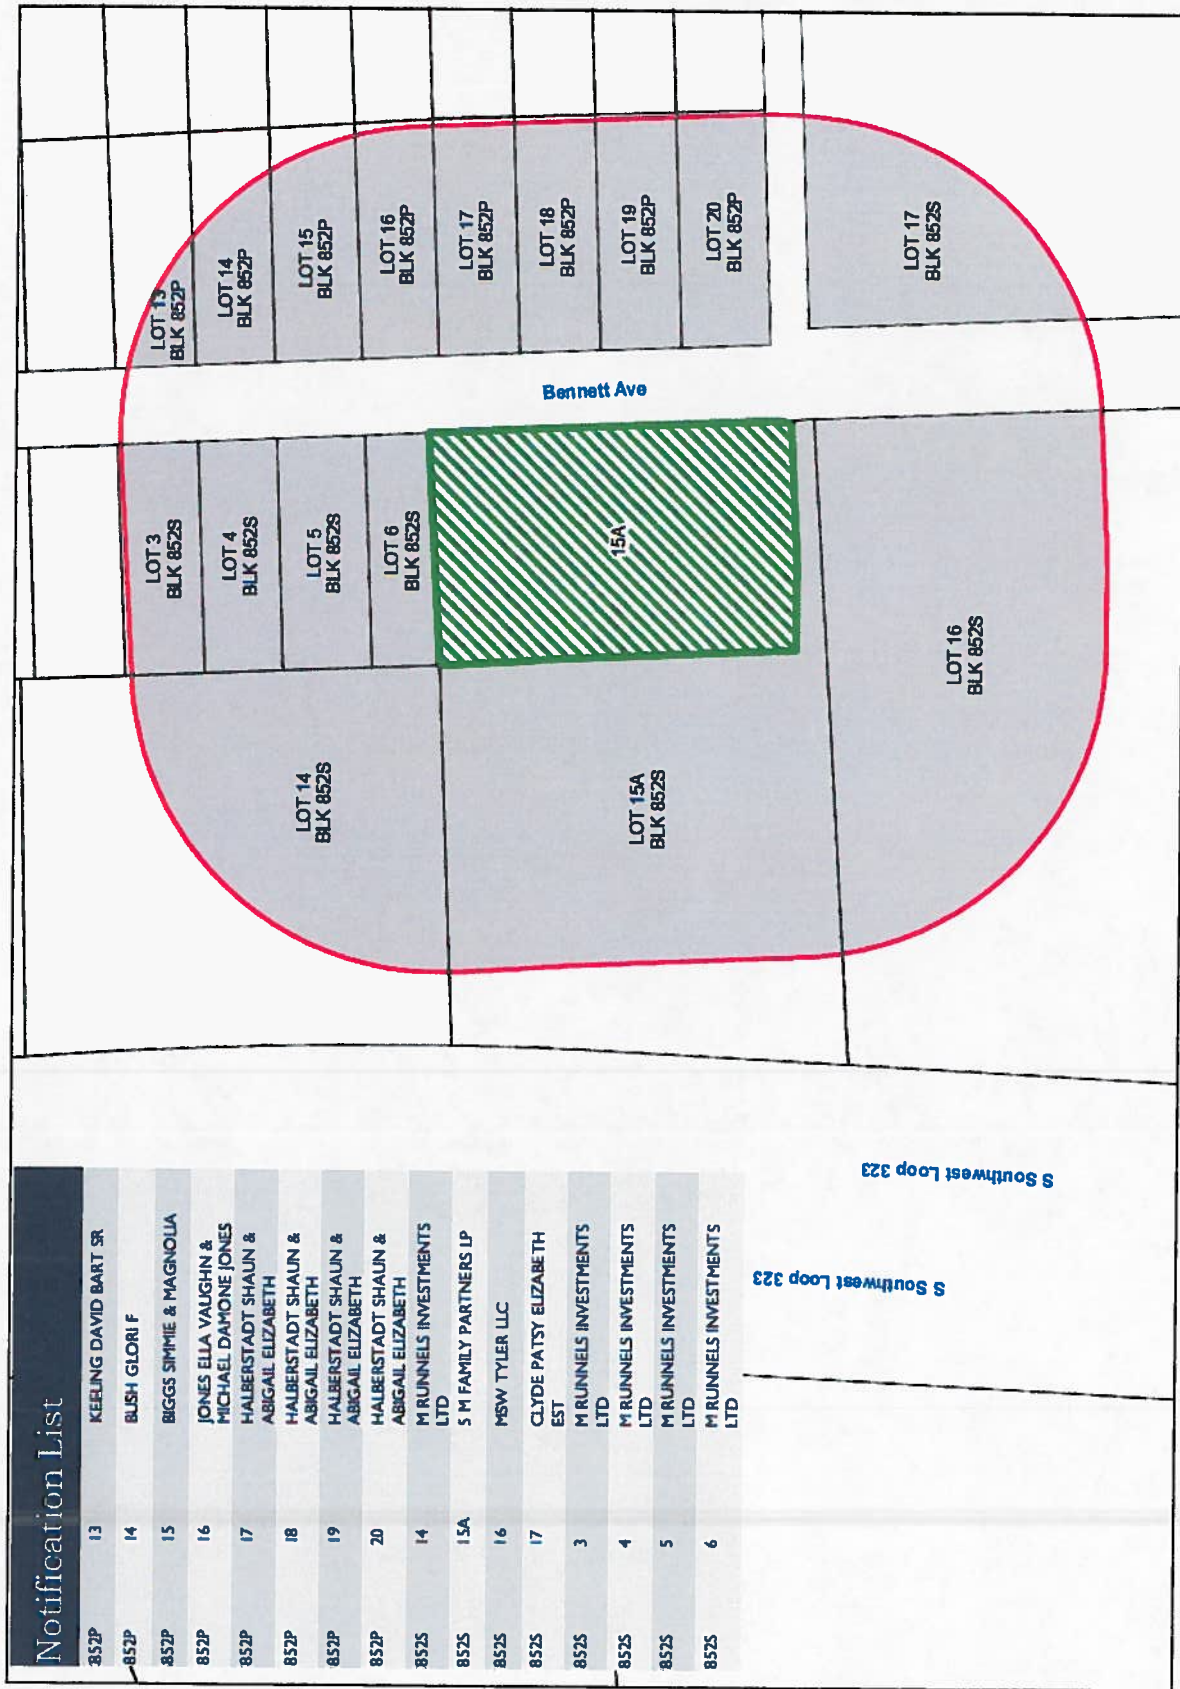 Notification List
852P 13 KEELING DAVID BART SR
852P 14 BUSH GLORI F
852P 15 BIGGS SIMMIE & MAGNOLIA
852P 16 JONES ELLA VAUGHN &
MICHAEL DAMONE JONES
852P 17 HALBERSTADT SHAUN &
ABIGAIL ELIZABETH
852P 18 HALBERSTADT SHAUN &
ABIGAIL ELIZABETH
852P 19 HALBERSTADT SHAUN &
ABIGAIL ELIZABETH
852P 20 HALBERSTADT SHAUN &
ABIGAIL ELIZABETH
852S 14 M RUNNELS INVESTMENTS
LTD
852S 15A S M FAMILY PARTNERS LP
852S 16 MSW TYLER LLC
852S 17 CLYDE PATSY ELIZABETH
EST
852S 3 M RUNNELS INVESTMENTS
LTD
852S 4 M RUNNELS INVESTMENTS
LTD
852S 5 M RUNNELS INVESTMENTS
LTD
852S 6 M RUNNELS INVESTMENTS
LTD
S Southwest Loop 323
S Southwest Loop 323
LOT 14
BLK 852S
LOT 15A
BLK 852S
LOT 16
BLK 852S
LOT 3
BLK 852S
LOT 4
BLK 852S
LOT 5
BLK 852S
LOT 6
BLK 852S
15A
Bennett Ave
LOT 13
BLK 852P
LOT 14
BLK 852P
LOT 15
BLK 852P
LOT 16
BLK 852P
LOT 17
BLK 852P
LOT 18
BLK 852P
LOT 19
BLK 852P
LOT 20
BLK 852P
LOT 17
BLK 852S